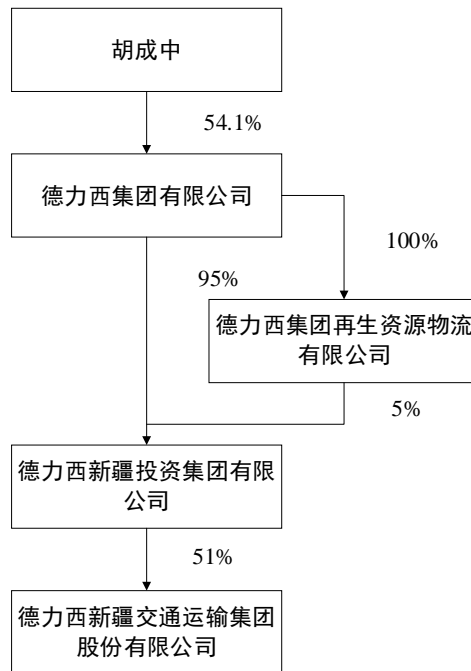 胡成中
54.1%
德力西集团有限公司
100%
95%
德力西集团再生资源物流
有限公司
5%
德力西新疆投资集团有限
公司
51%
德力西新疆交通运输集团
股份有限公司